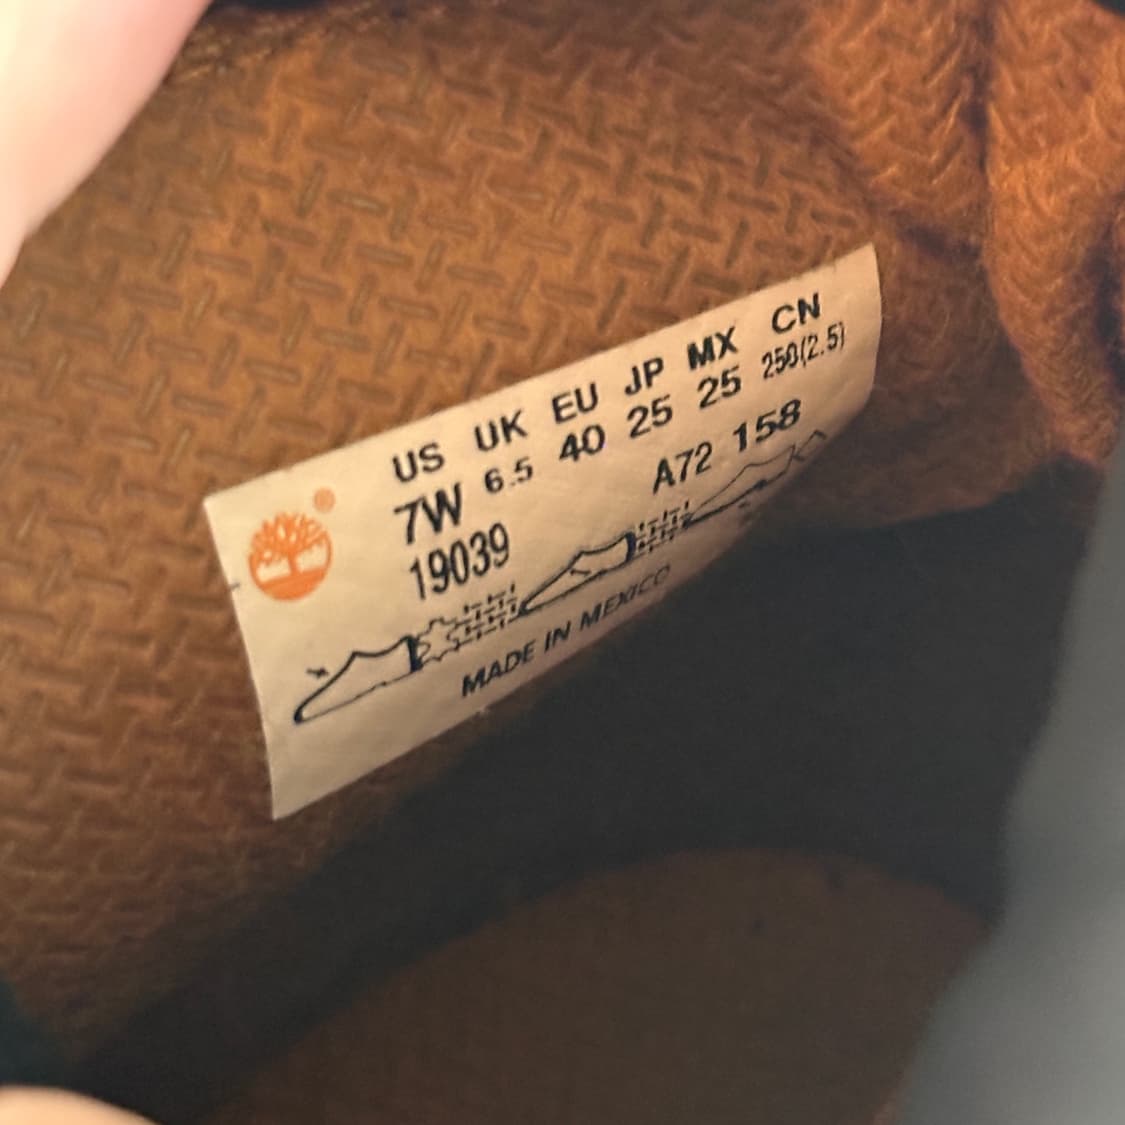 US UK EU JP MX CN
7W 6.5 40 25 25 250(2.5)
19039 A72 158
MADE IN MEXICO
®